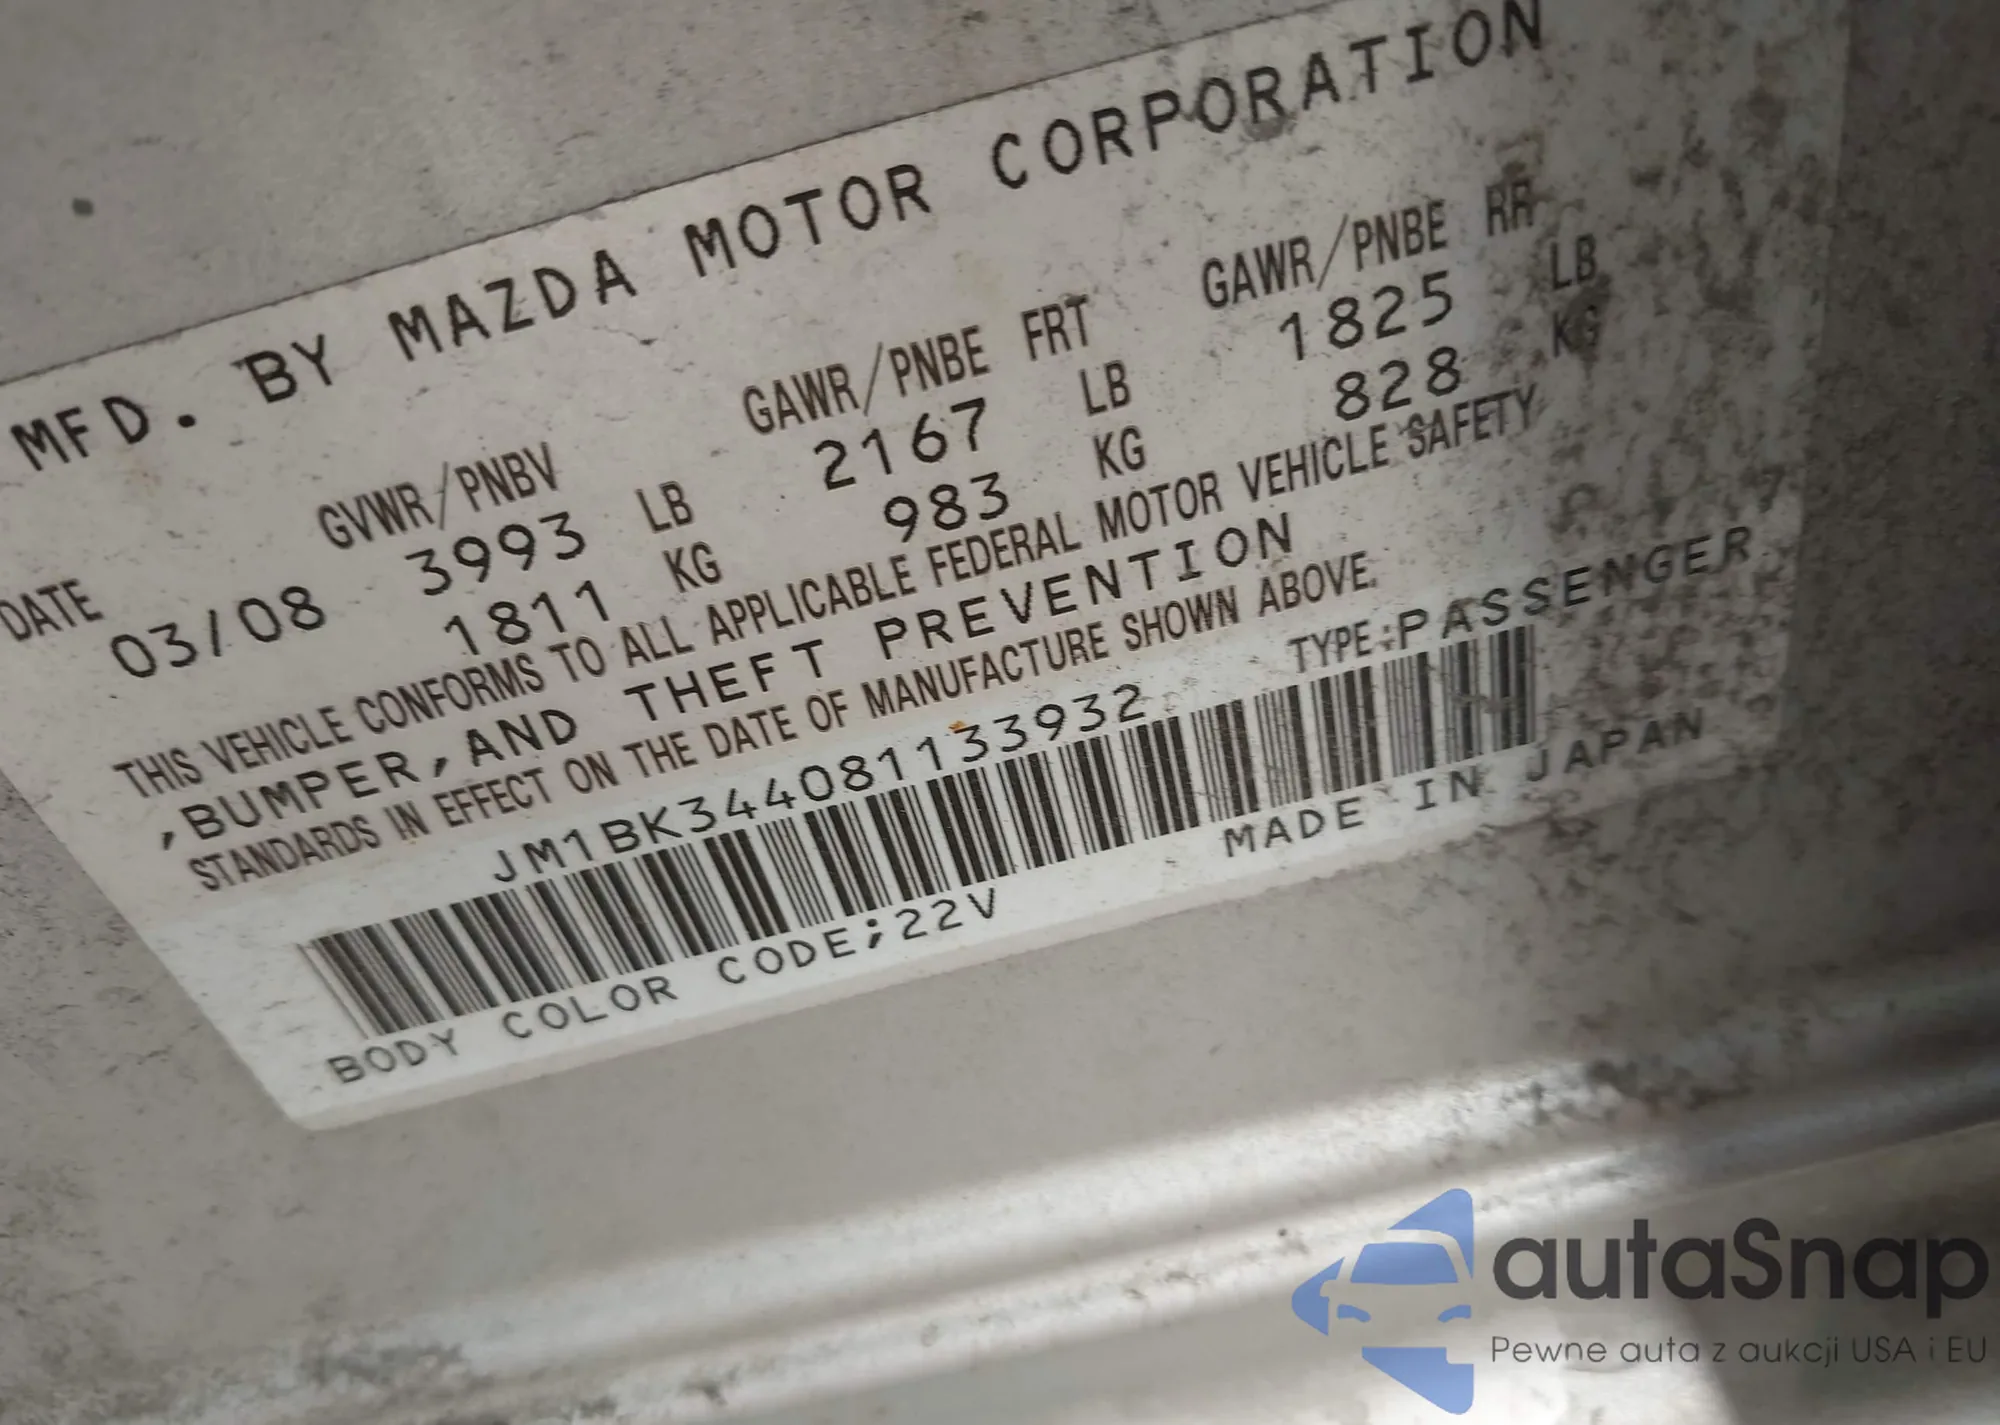 MFD. BY MAZDA MOTOR CORPORATION
DATE GVWR/PNBV GAWR/PNBE FRT GAWR/PNBE RR
03/08 3993 LB 2167 LB 1825 LB
1811 KG 983 KG 828 KG
THIS VEHICLE CONFORMS TO ALL APPLICABLE FEDERAL MOTOR VEHICLE SAFETY
,BUMPER,AND THEFT PREVENTION
STANDARDS IN EFFECT ON THE DATE OF MANUFACTURE SHOWN ABOVE.
JM1BK344081133932 TYPE:PASSENGER
BODY COLOR CODE;22V MADE IN JAPAN
autaSnap
Pewne auta z aukcji USA i EU